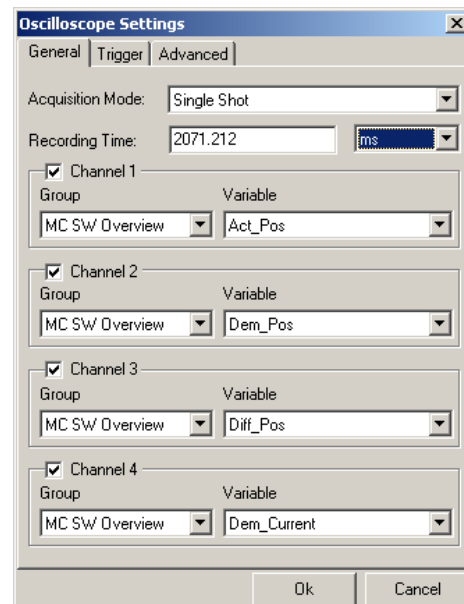 Oscilloscope Settings
General Trigger Advanced
Acquisition Mode: Single Shot
Recording Time: 2071.212 ms
Channel 1
Group Variable
MC SW Overview Act_Pos
Channel 2
Group Variable
MC SW Overview Dem_Pos
Channel 3
Group Variable
MC SW Overview Diff_Pos
Channel 4
Group Variable
MC SW Overview Dem_Current
Ok Cancel